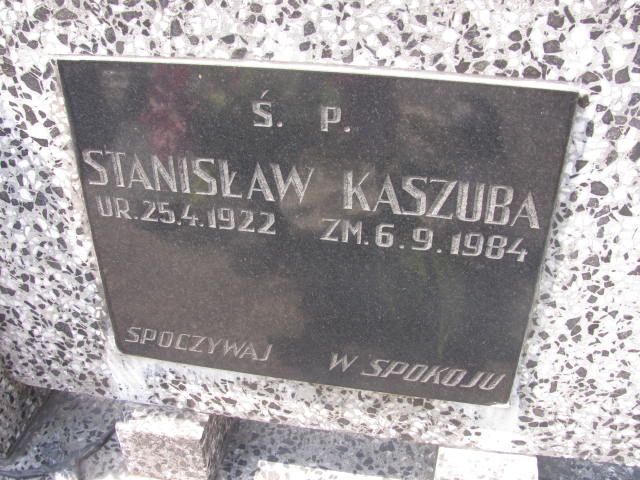 Ś. P.
STANISŁAW KASZUBA
UR. 25.4.1922 ZM. 6.9.1984
SPOCZYWAJ W SPOKOJU